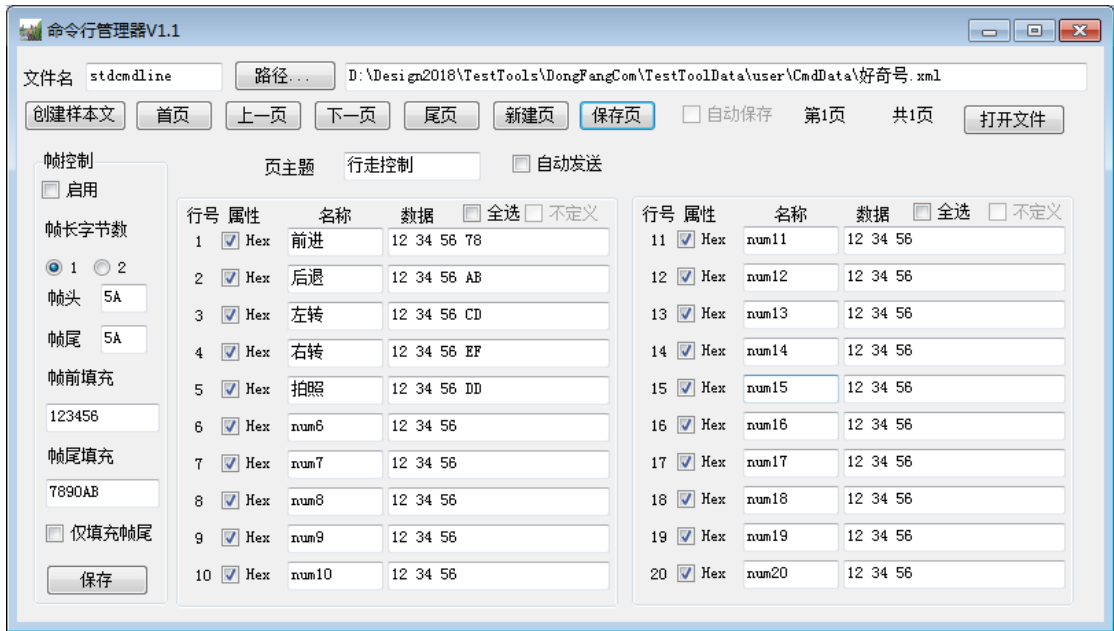 命令行管理器V1.1
文件名 stdcmdline 路径... D:\Design2018\TestTools\DongFangCom\TestToolData\user\CmdData\好奇号.xml
创建样本文 首页 上一页 下一页 尾页 新建页 保存页 自动保存 第1页 共1页 打开文件
帧控制
启用
帧长字节数
1 2
帧头 5A
帧尾 5A
帧前填充
123456
帧尾填充
7890AB
仅填充帧尾
保存
页主题 行走控制 自动发送
行号 属性 名称 数据 全选 不定义
1 Hex 前进 12 34 56 78
2 Hex 后退 12 34 56 AB
3 Hex 左转 12 34 56 CD
4 Hex 右转 12 34 56 EF
5 Hex 拍照 12 34 56 DD
6 Hex num6 12 34 56
7 Hex num7 12 34 56
8 Hex num8 12 34 56
9 Hex num9 12 34 56
10 Hex num10 12 34 56
行号 属性 名称 数据 全选 不定义
11 Hex num11 12 34 56
12 Hex num12 12 34 56
13 Hex num13 12 34 56
14 Hex num14 12 34 56
15 Hex num15 12 34 56
16 Hex num16 12 34 56
17 Hex num17 12 34 56
18 Hex num18 12 34 56
19 Hex num19 12 34 56
20 Hex num20 12 34 56